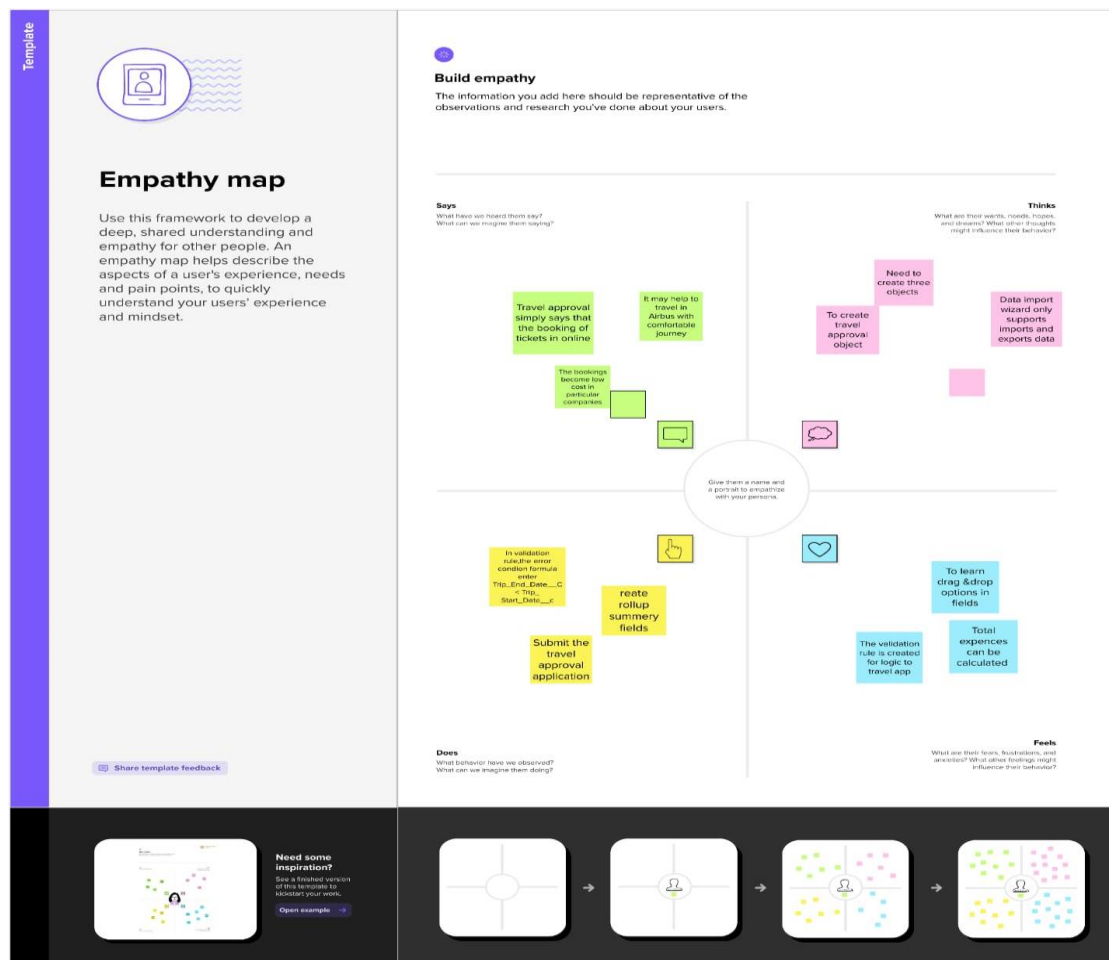 Template
Empathy map
Use this framework to develop a
deep, shared understanding and
empathy for other people. An
empathy map helps describe the
aspects of a user's experience, needs
and pain points, to quickly
understand your users' experience
and mindset.
Share template feedback
Build empathy
The information you add here should be representative of the
observations and research you've done about your users.
Says
What have we heard them say?
What can we imagine them saying?
Thinks
What are their wants, needs, hopes,
and dreams? What other thoughts
might influence their behavior?
Travel approval
simply says that
the booking of
tickets in online
It may help to
travel in
Airbus with
comfortable
journey
The bookings
become low
cost in
particular
companies
Need to
create three
objects
To create
travel
approval
object
Data import
wizard only
supports
imports and
exports data
Give them a name and
a portrait to empathize
with your persona.
In validation
rule,the error
condion formula
enter
Trip_End_Date__C
< Trip_
Start_Date__c
reate
rollup
summery
fields
Submit the
travel
approval
application
To learn
drag &drop
options in
fields
The validation
rule is created
for logic to
travel app
Total
expences
can be
calculated
Does
What behavior have we observed?
What can we imagine them doing?
Feels
What are their fears, frustrations, and
anxieties? What other feelings might
influence their behavior?
Need some
inspiration?
See a finished version
of this template to
kickstart your work.
Open example